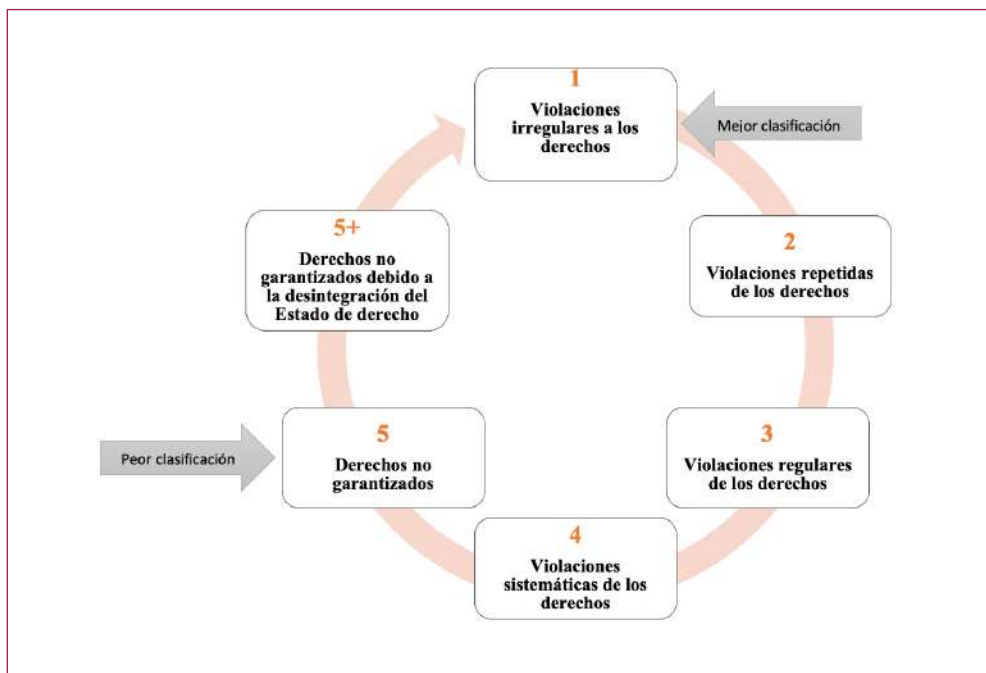 1
Violaciones
irregulares a los
derechos
Mejor clasificación
2
Violaciones repetidas
de los derechos
3
Violaciones regulares
de los derechos
4
Violaciones
sistemáticas de los
derechos
5
Derechos no
garantizados
Peor clasificación
5+
Derechos no
garantizados debido a
la desintegración del
Estado de derecho